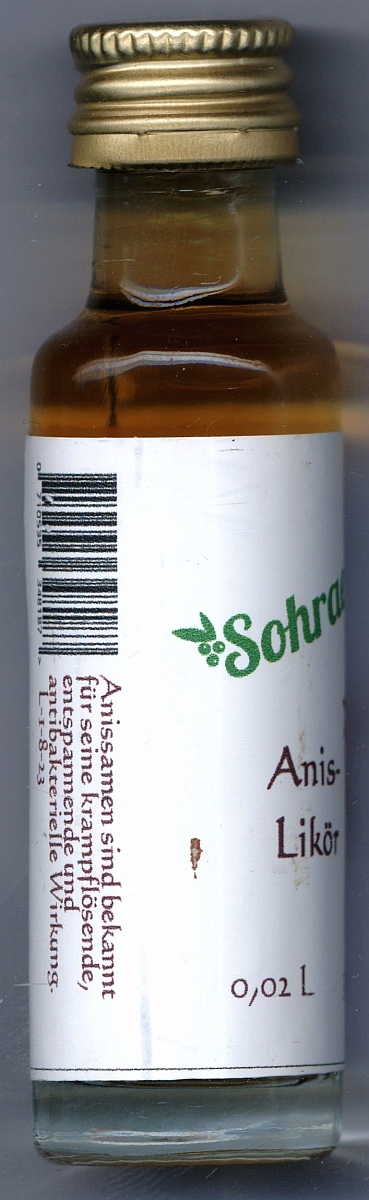 Sohra
Anis-
Likör
0,02 L
Anissamen sind bekannt
für seine krampflösende,
entspannende und
antibakterielle Wirkung.
L-1-8-23